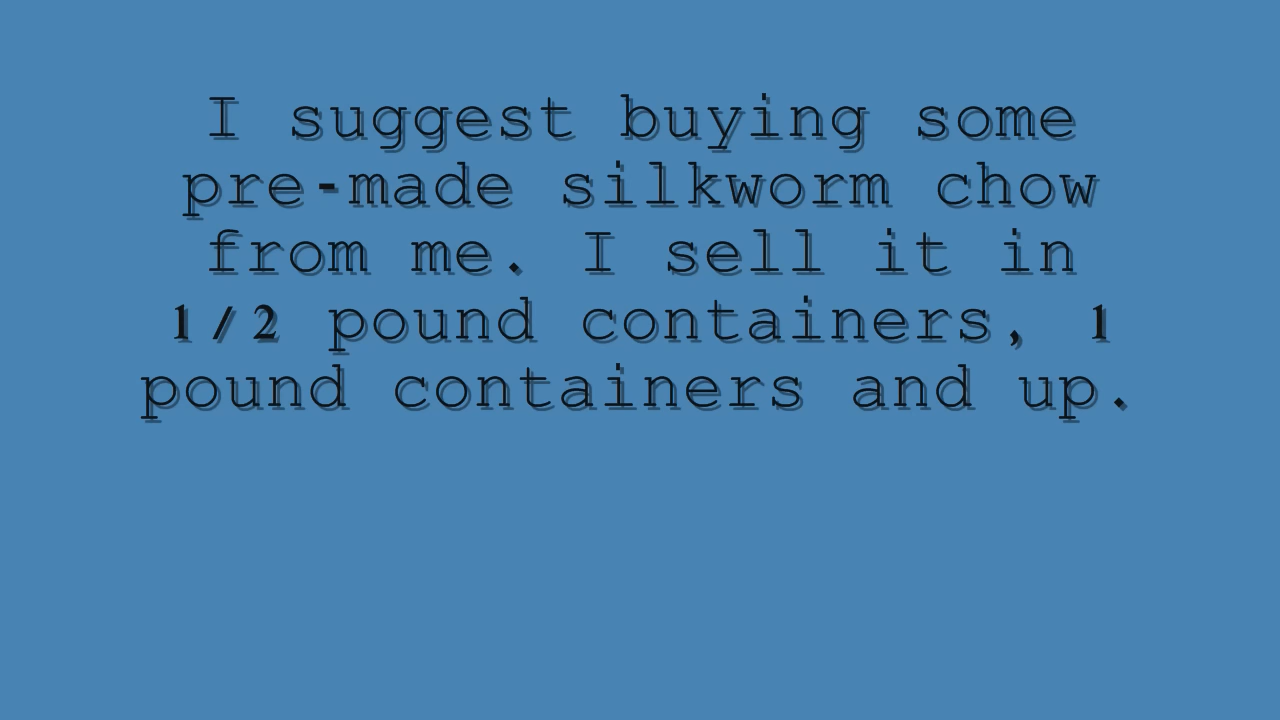 I suggest buying some
pre-made silkworm chow
from me. I sell it in
1/2 pound containers, 1
pound containers and up.